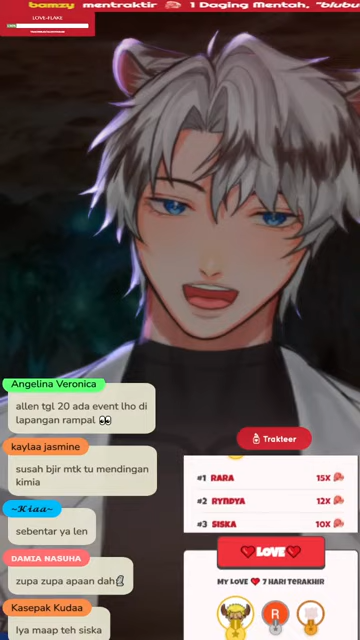 bamzy mentraktir 1 Daging Mentah, "blubu
LOVE-FLAKE
Angelina Veronica
allen tgl 20 ada event lho di
lapangan rampal 👀
kaylaa jasmine
susah bjir mtk tu mendingan
kimia
~𝓚𝓲𝓪𝓪~
sebentar ya len
DAMIA NASUHA
zupa zupa apaan dah🗿
Kasepak Kudaa
Iya maap teh siska
Trakteer
#1 RARA 15X
#2 RYNDYA 12X
#3 SISKA 10X
LOVE
MY LOVE ❤ 7 HARI TERAKHIR
R